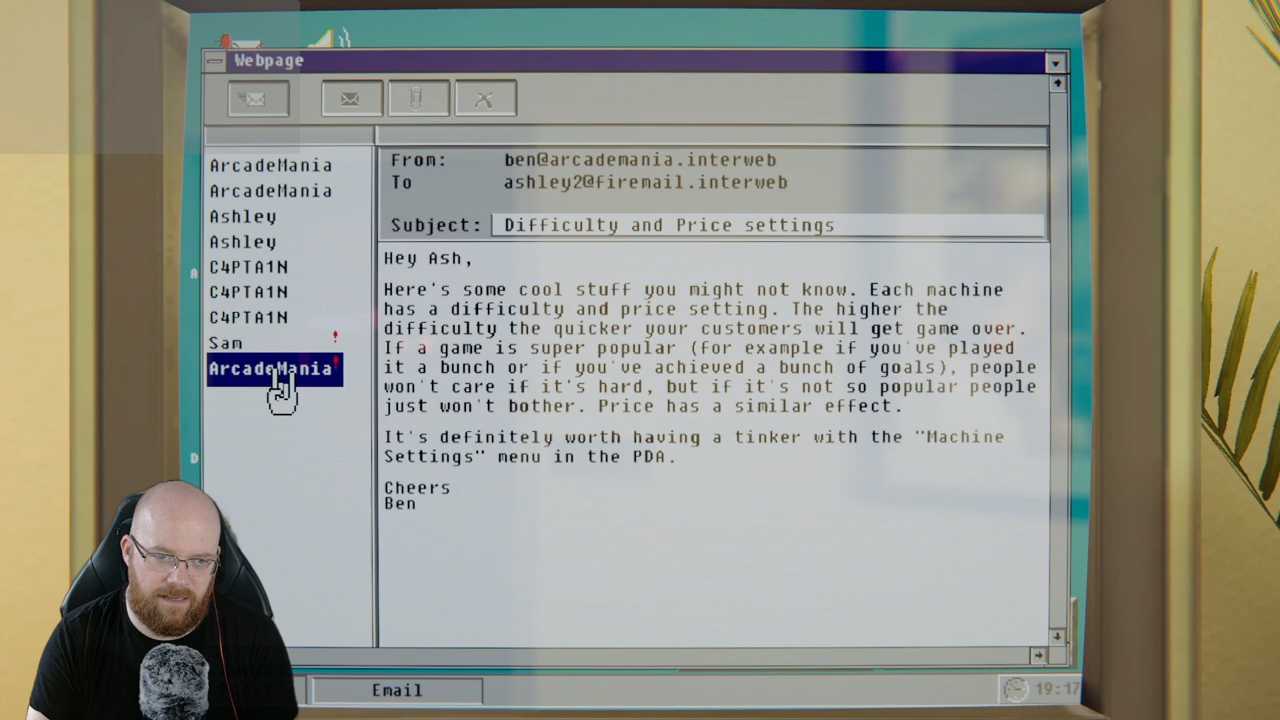 Webpage
ArcadeMania
ArcadeMania
Ashley
Ashley
C4PTA1N
C4PTA1N
C4PTA1N
Sam
ArcadeMania
From: ben@arcademania.interweb
To ashley2@firemail.interweb
Subject: Difficulty and Price settings
Hey Ash,
Here's some cool stuff you might not know. Each machine
has a difficulty and price setting. The higher the
difficulty the quicker your customers will get game over.
If a game is super popular (for example if you've played
it a bunch or if you've achieved a bunch of goals), people
won't care if it's hard, but if it's not so popular people
just won't bother. Price has a similar effect.
It's definitely worth having a tinker with the "Machine
Settings" menu in the PDA.
Cheers
Ben
A
D
Email
19:17